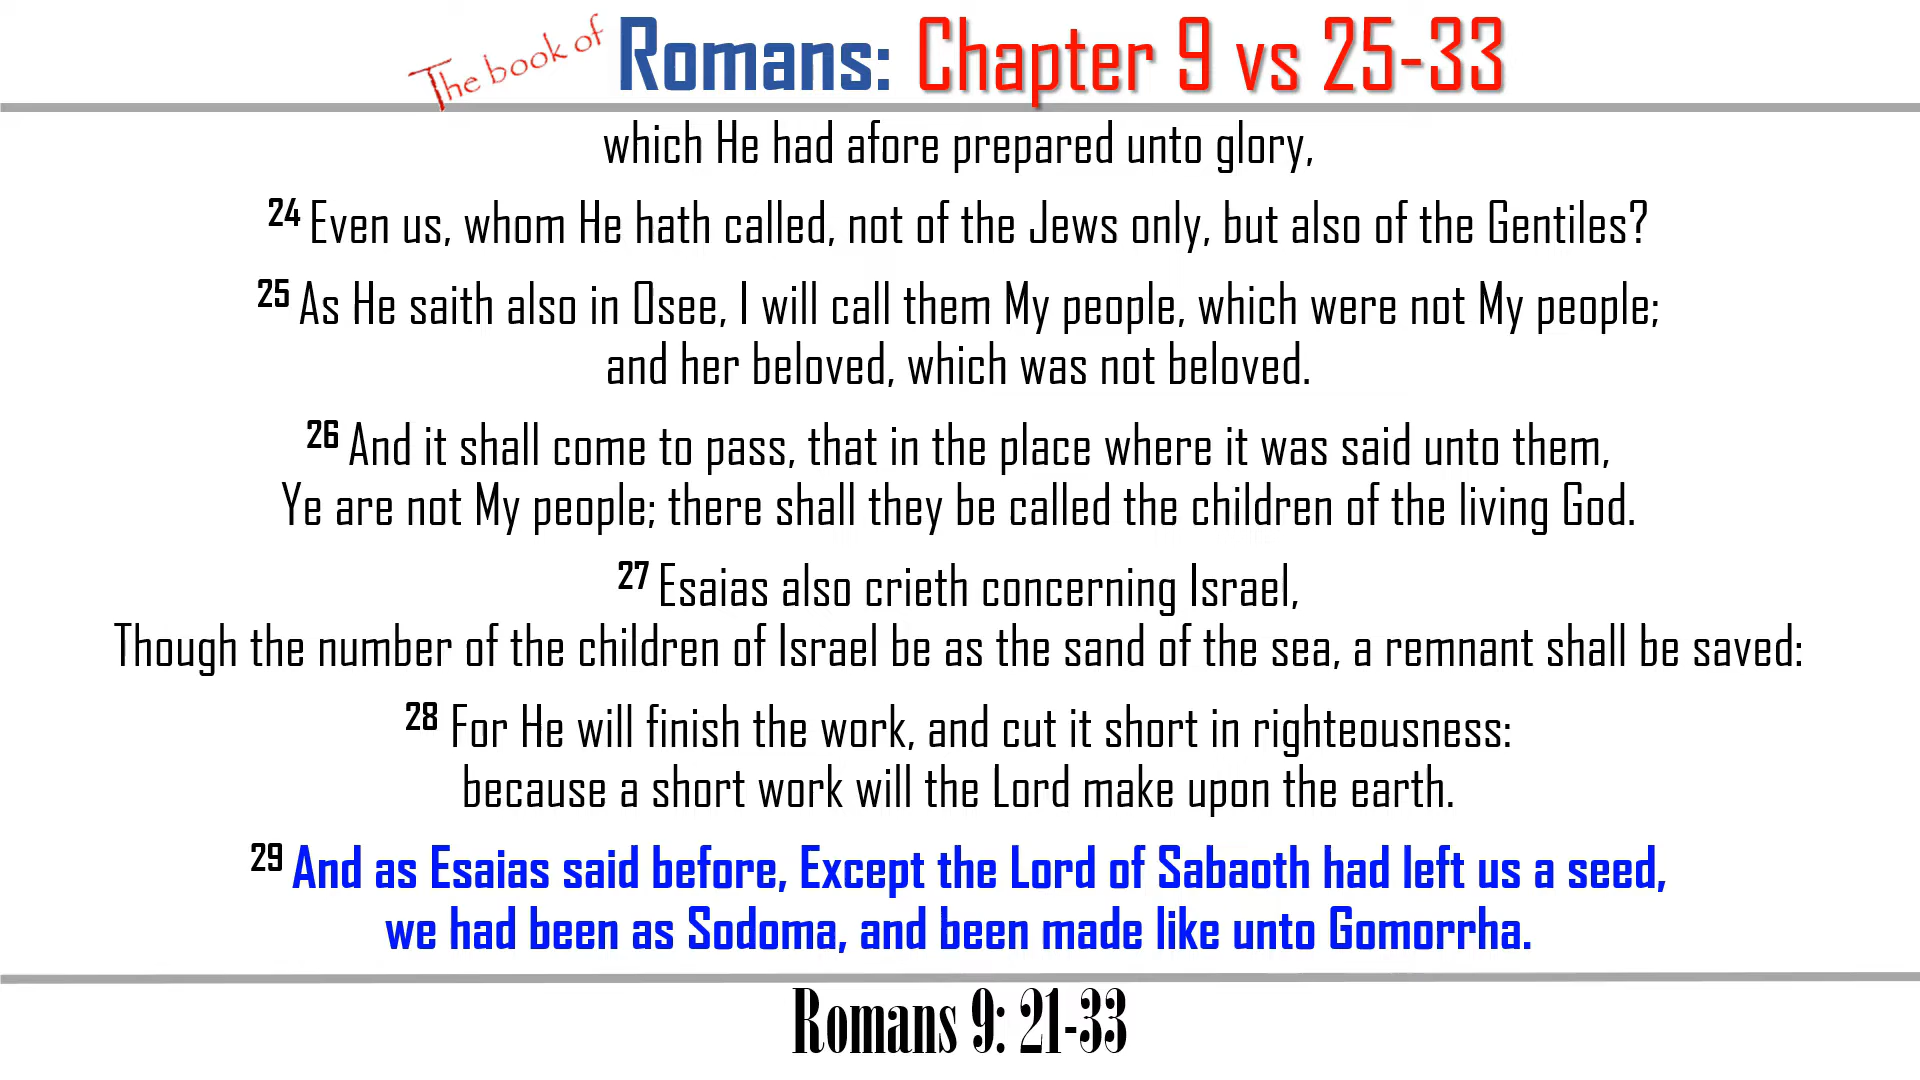 The book of Romans: Chapter 9 vs 25-33
which He had afore prepared unto glory,
24 Even us, whom He hath called, not of the Jews only, but also of the Gentiles?
25 As He saith also in Osee, I will call them My people, which were not My people;
and her beloved, which was not beloved.
26 And it shall come to pass, that in the place where it was said unto them,
Ye are not My people; there shall they be called the children of the living God.
27 Esaias also crieth concerning Israel,
Though the number of the children of Israel be as the sand of the sea, a remnant shall be saved:
28 For He will finish the work, and cut it short in righteousness:
because a short work will the Lord make upon the earth.
29 And as Esaias said before, Except the Lord of Sabaoth had left us a seed,
we had been as Sodoma, and been made like unto Gomorrha.
Romans 9: 21-33